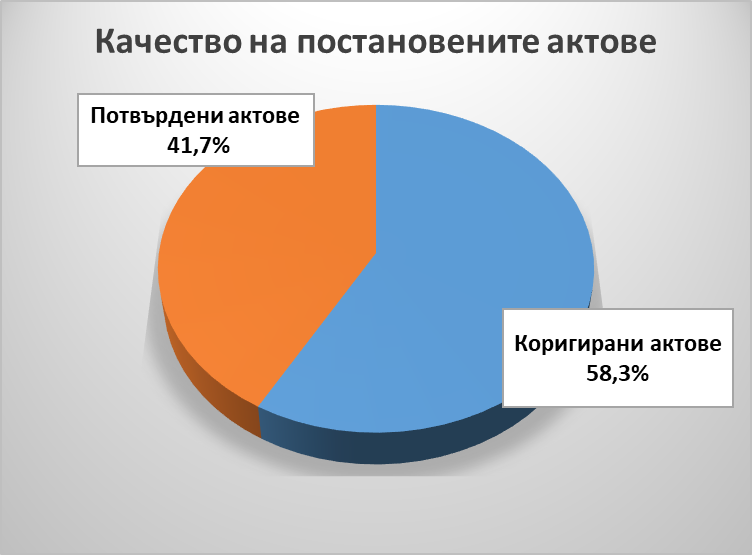 Качество на постановените актове
Потвърдени актове
41,7%
Коригирани актове
58,3%